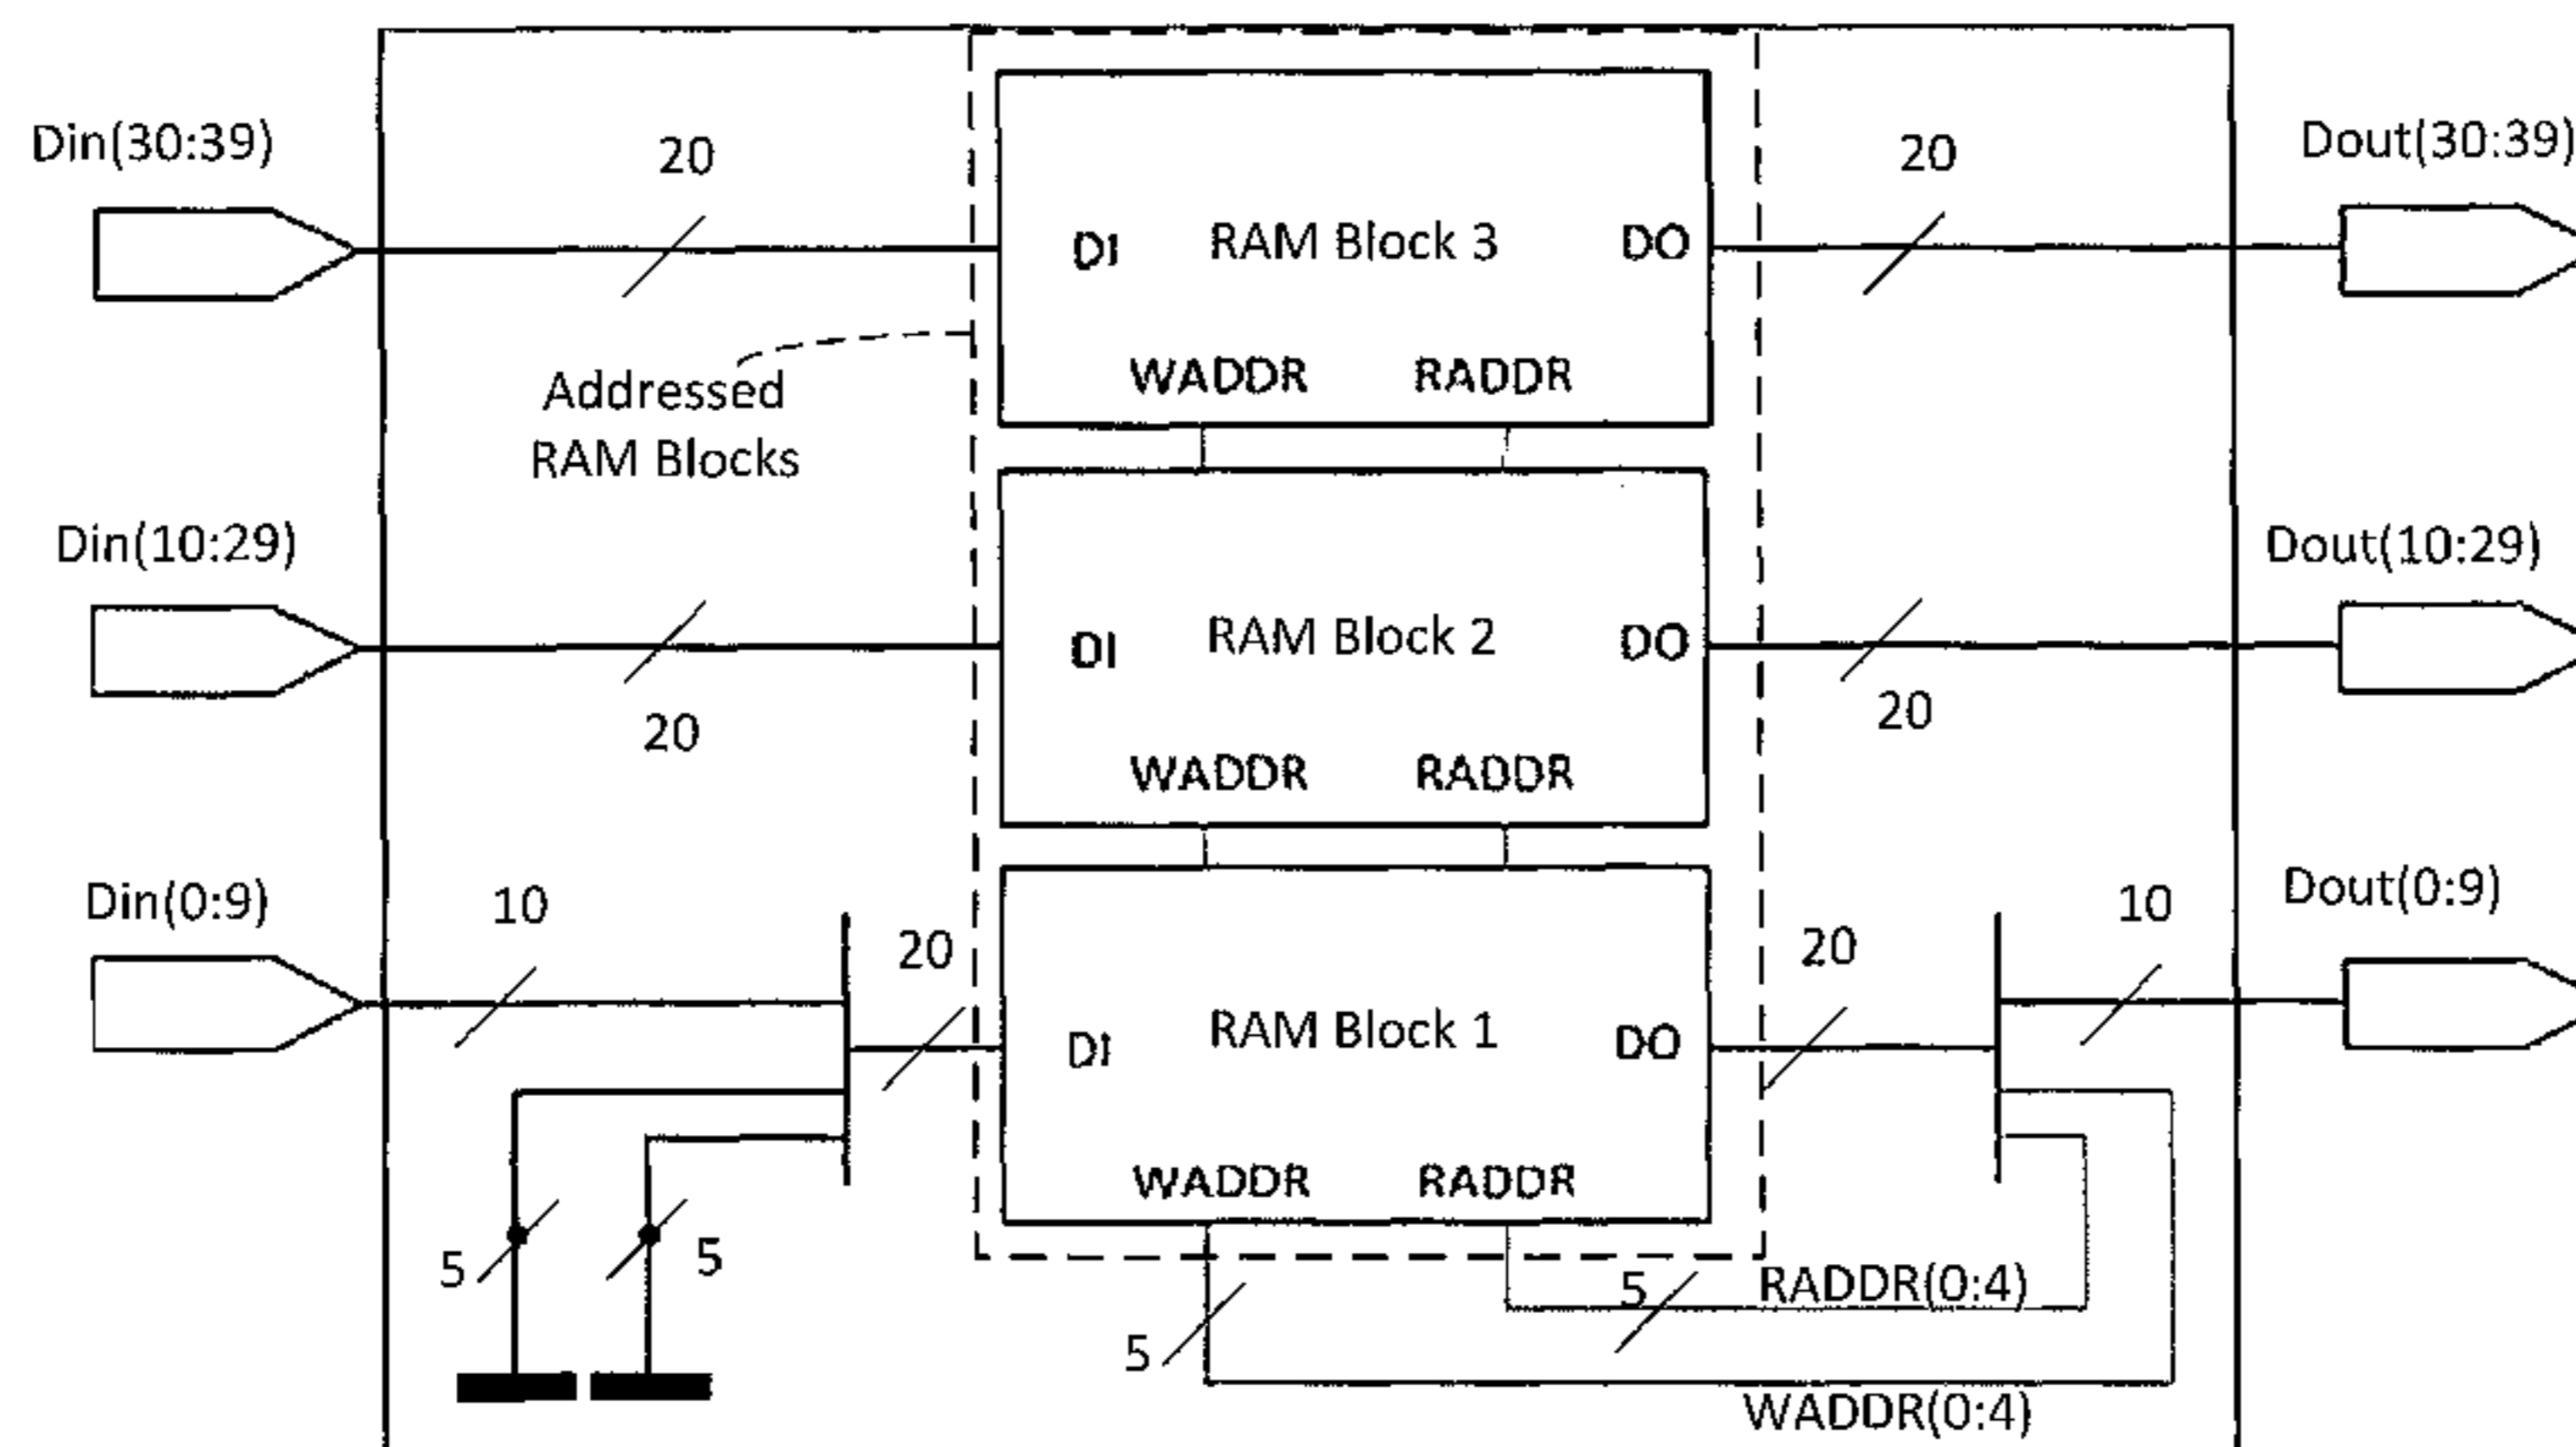 Din(30:39)
20
20
Dout(30:39)
DI
RAM Block 3
DO
Addressed
RAM Blocks
WADDR
RADDR
Din(10:29)
20
DI
RAM Block 2
DO
20
Dout(10:29)
WADDR
RADDR
Din(0:9)
10
20
DI
RAM Block 1
DO
20
10
Dout(0:9)
WADDR
RADDR
5
5
5
5
RADDR(0:4)
WADDR(0:4)